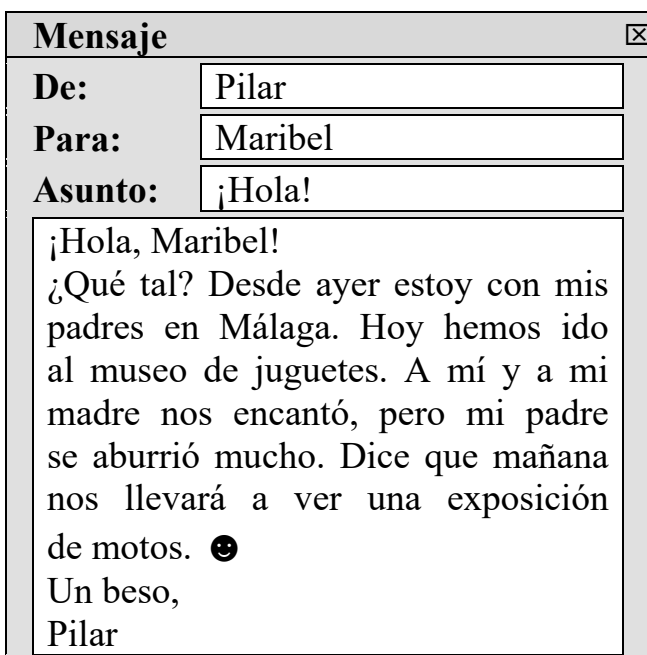 Mensaje
De: Pilar
Para: Maribel
Asunto: ¡Hola!
¡Hola, Maribel!
¿Qué tal? Desde ayer estoy con mis
padres en Málaga. Hoy hemos ido
al museo de juguetes. A mí y a mi
madre nos encantó, pero mi padre
se aburrió mucho. Dice que mañana
nos llevará a ver una exposición
de motos. ☻
Un beso,
Pilar